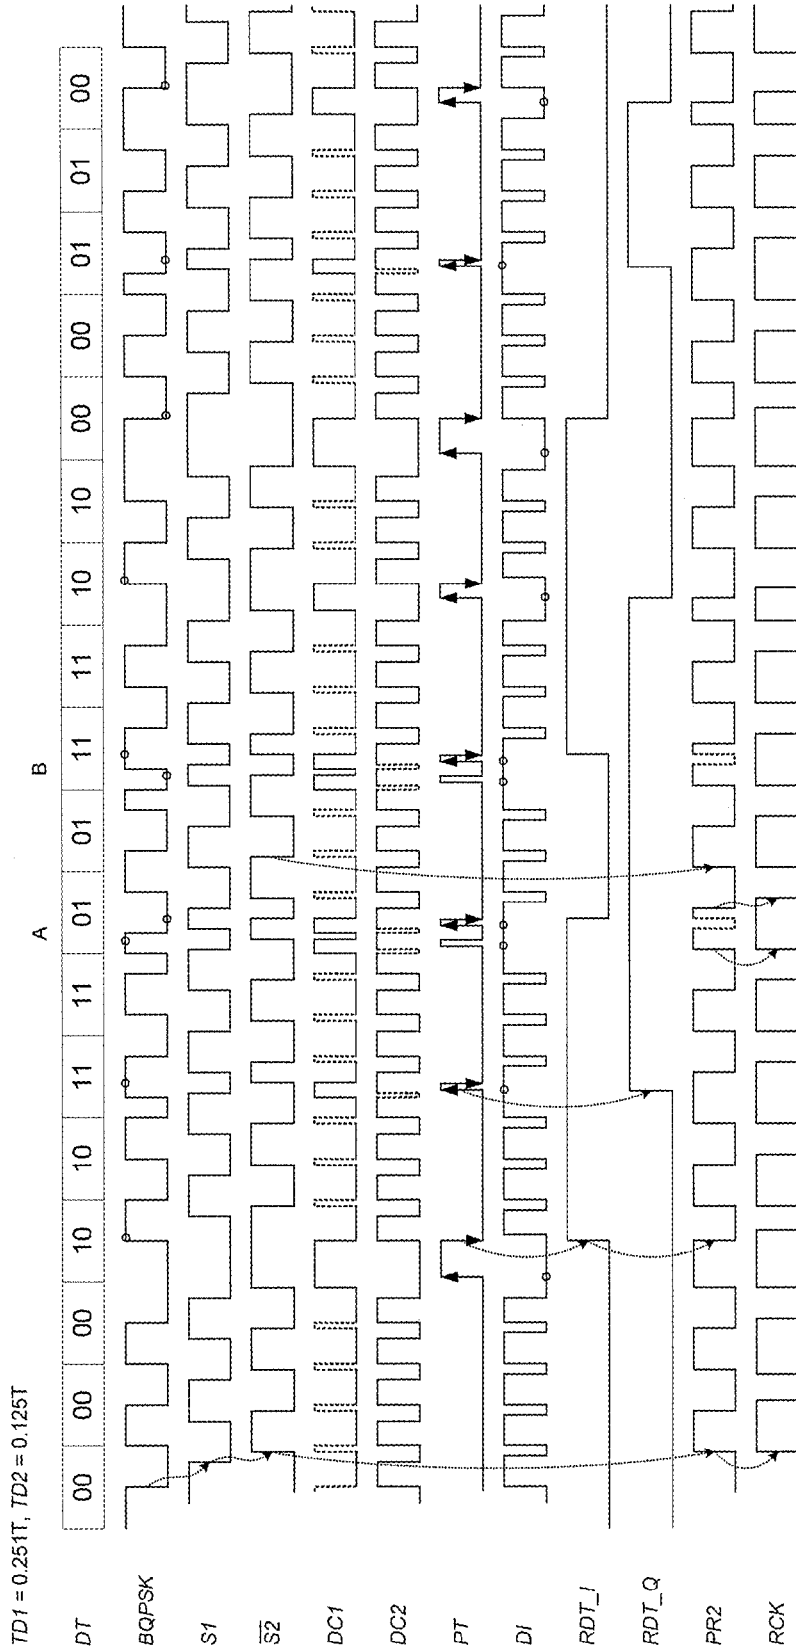 TD1 = 0.251T, TD2 = 0.125T
A B
DT 00 00 00 10 10 11 11 01 01 11 11 10 10 00 00 01 01 00
BQPSK
S1
S̅2̅
DC1
DC2
PT
DI
RDT_I
RDT_Q
PR2
RCK